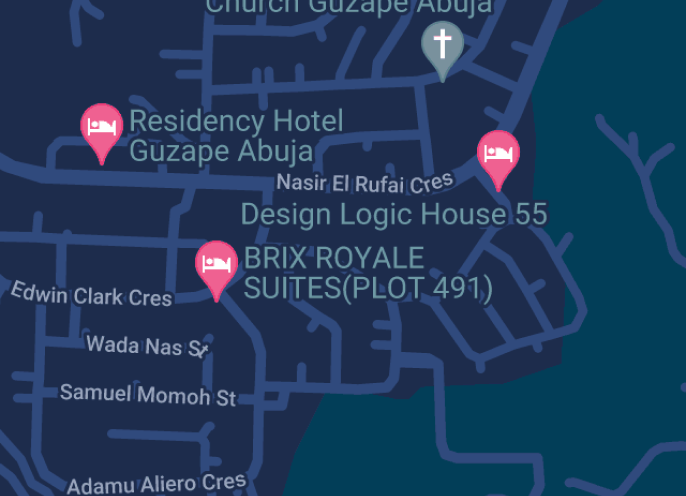 Church Guzape Abuja
Residency Hotel
Guzape Abuja
Nasir El Rufai Cres
Design Logic House 55
BRIX ROYALE
SUITES(PLOT 491)
Edwin Clark Cres
Wada Nas St
Samuel Momoh St
Adamu Aliero Cres